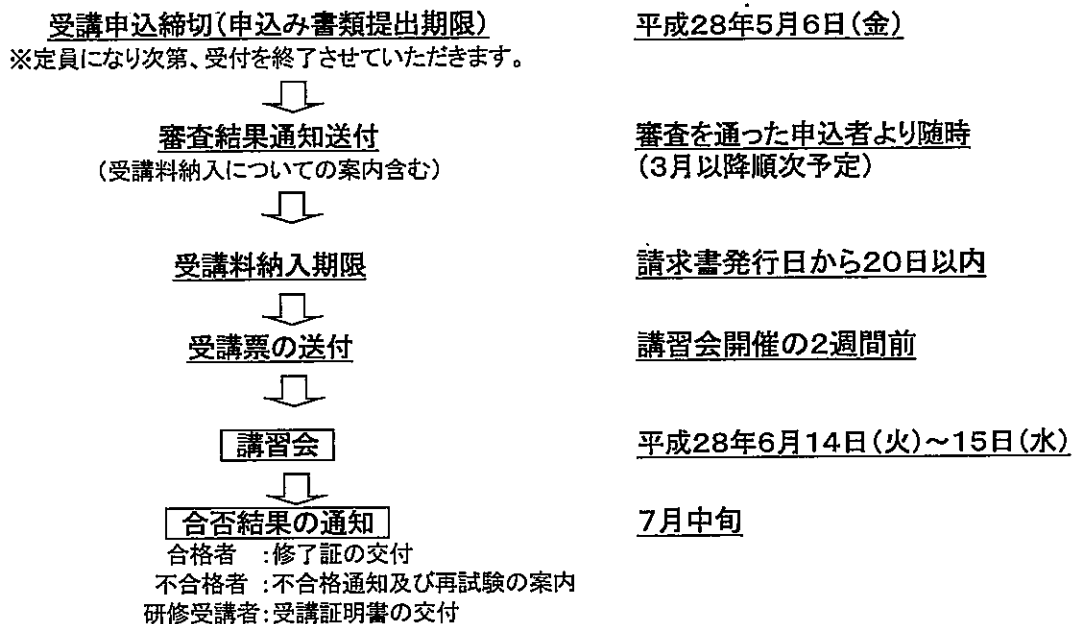 受講申込締切(申込み書類提出期限) 平成28年5月6日(金)
※定員になり次第、受付を終了させていただきます。
審査結果通知送付 審査を通った申込者より随時
(受講料納入についての案内含む) (3月以降順次予定)
受講料納入期限 請求書発行日から20日以内
受講票の送付 講習会開催の2週間前
講習会 平成28年6月14日(火)~15日(水)
合否結果の通知 7月中旬
合格者 :修了証の交付
不合格者 :不合格通知及び再試験の案内
研修受講者:受講証明書の交付